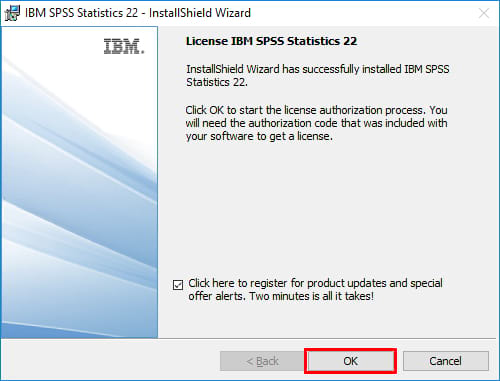 IBM SPSS Statistics 22 - InstallShield Wizard
IBM.
License IBM SPSS Statistics 22
InstallShield Wizard has successfully installed IBM SPSS
Statistics 22.
Click OK to start the license authorization process. You
will need the authorization code that was included with
your software to get a license.
Click here to register for product updates and special
offer alerts. Two minutes is all it takes!
< Back
OK
Cancel